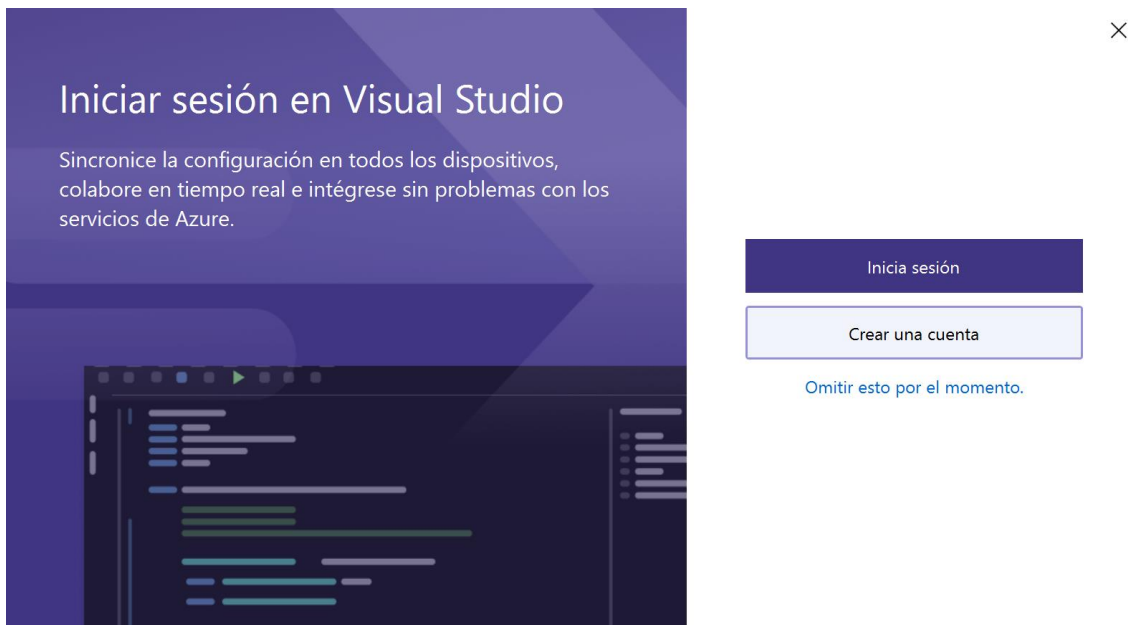 Iniciar sesión en Visual Studio
Sincronice la configuración en todos los dispositivos,
colabore en tiempo real e intégrese sin problemas con los
servicios de Azure.
Inicia sesión
Crear una cuenta
Omitir esto por el momento.